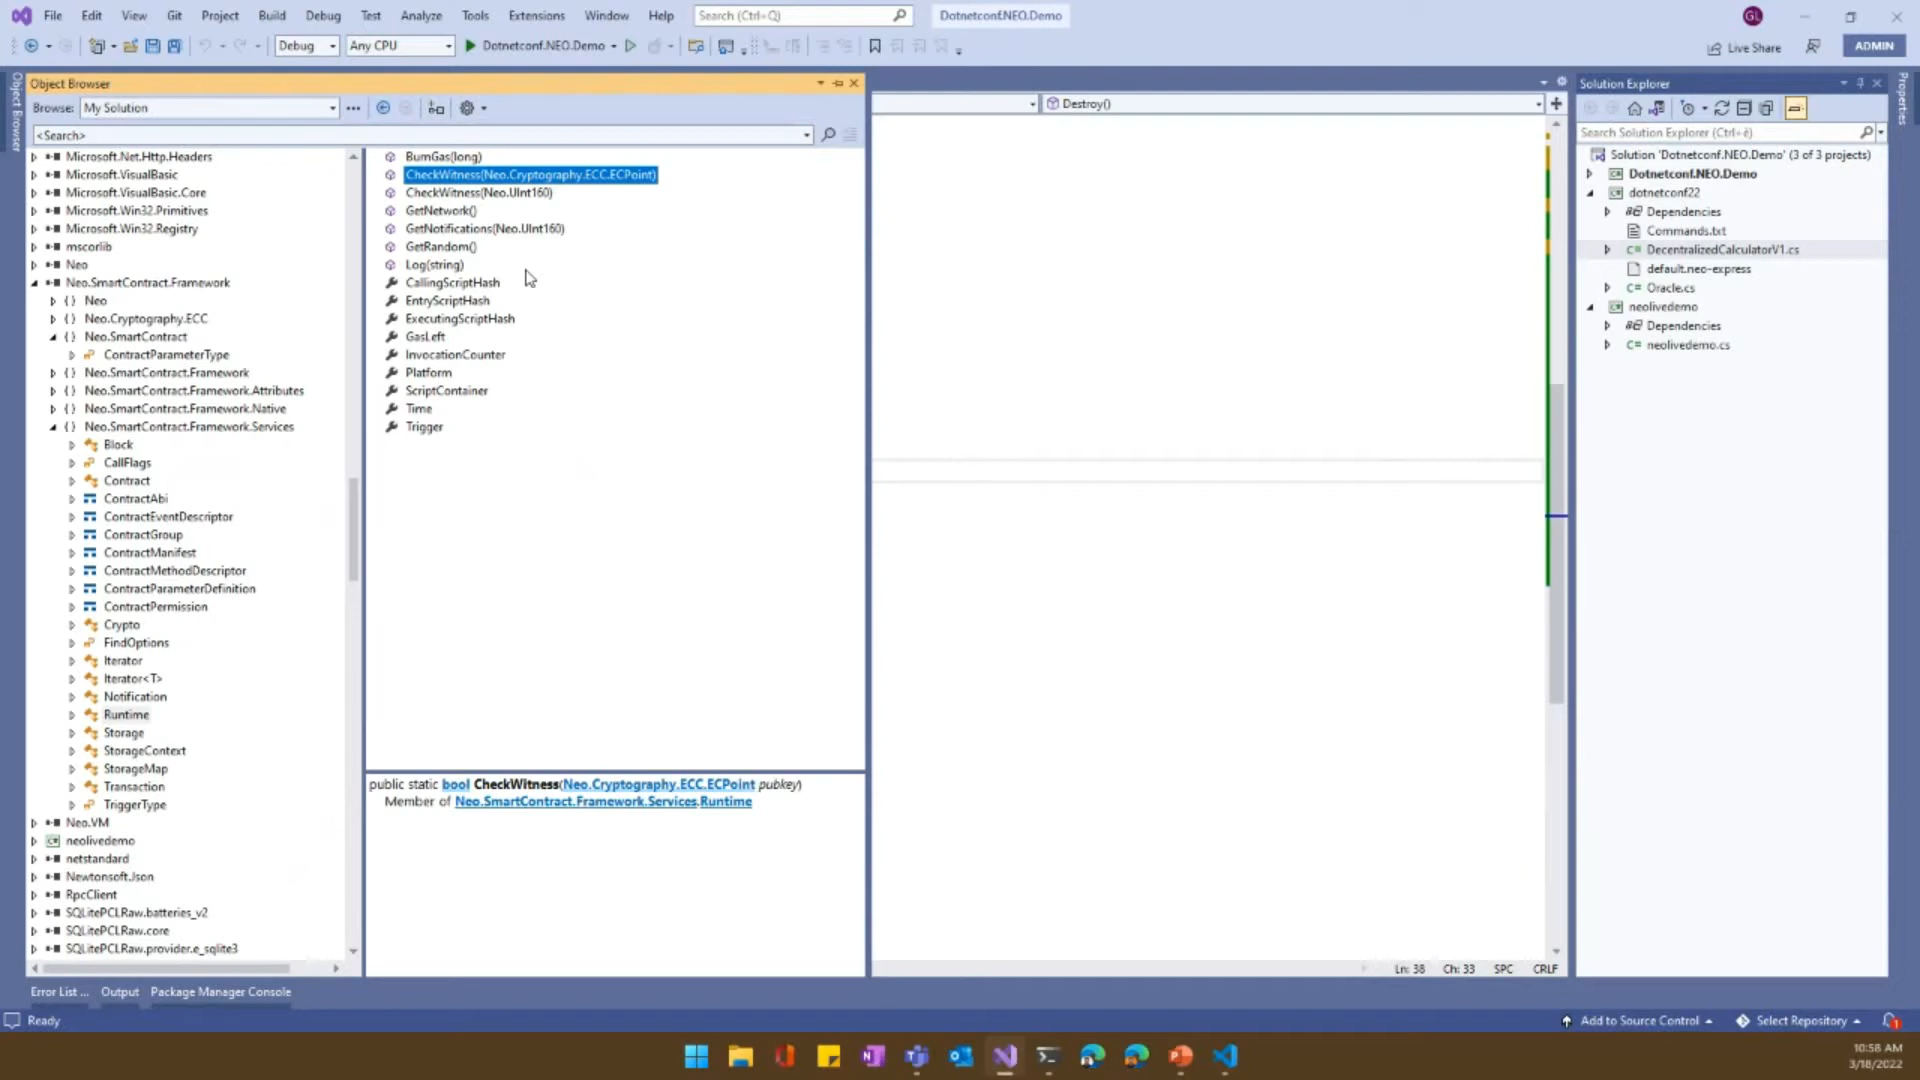 File Edit View Git Project Build Debug Test Analyze Tools Extensions Window Help Search (Ctrl+Q) Dotnetconf.NEO.Demo GL
Debug Any CPU Dotnetconf.NEO.Demo Live Share ADMIN
Object Browser
Browse: My Solution
<Search>
Microsoft.Net.Http.Headers
Microsoft.VisualBasic
Microsoft.VisualBasic.Core
Microsoft.Win32.Primitives
Microsoft.Win32.Registry
mscorlib
Neo
Neo.SmartContract.Framework
{ } Neo
{ } Neo.Cryptography.ECC
{ } Neo.SmartContract
ContractParameterType
{ } Neo.SmartContract.Framework
{ } Neo.SmartContract.Framework.Attributes
{ } Neo.SmartContract.Framework.Native
{ } Neo.SmartContract.Framework.Services
Block
CallFlags
Contract
ContractAbi
ContractEventDescriptor
ContractGroup
ContractManifest
ContractMethodDescriptor
ContractParameterDefinition
ContractPermission
Crypto
FindOptions
Iterator
Iterator<T>
Notification
Runtime
Storage
StorageContext
StorageMap
Transaction
TriggerType
Neo.VM
neolivedemo
netstandard
Newtonsoft.Json
RpcClient
SQLitePCLRaw.batteries_v2
SQLitePCLRaw.core
SQLitePCLRaw.provider.e_sqlite3
BurnGas(long)
CheckWitness(Neo.Cryptography.ECC.ECPoint)
CheckWitness(Neo.UInt160)
GetNetwork()
GetNotifications(Neo.UInt160)
GetRandom()
Log(string)
CallingScriptHash
EntryScriptHash
ExecutingScriptHash
GasLeft
InvocationCounter
Platform
ScriptContainer
Time
Trigger
public static bool CheckWitness(Neo.Cryptography.ECC.ECPoint pubkey)
Member of Neo.SmartContract.Framework.Services.Runtime
Destroy()
Ln: 38 Ch: 33 SPC CRLF
Solution Explorer
Search Solution Explorer (Ctrl+è)
Solution 'Dotnetconf.NEO.Demo' (3 of 3 projects)
Dotnetconf.NEO.Demo
dotnetconf22
Dependencies
Commands.txt
C# DecentralizedCalculatorV1.cs
default.neo-express
C# Oracle.cs
neolivedemo
Dependencies
C# neolivedemo.cs
Object Browser
Properties
Error List ... Output Package Manager Console
Ready Add to Source Control Select Repository 1
10:58 AM
3/18/2022